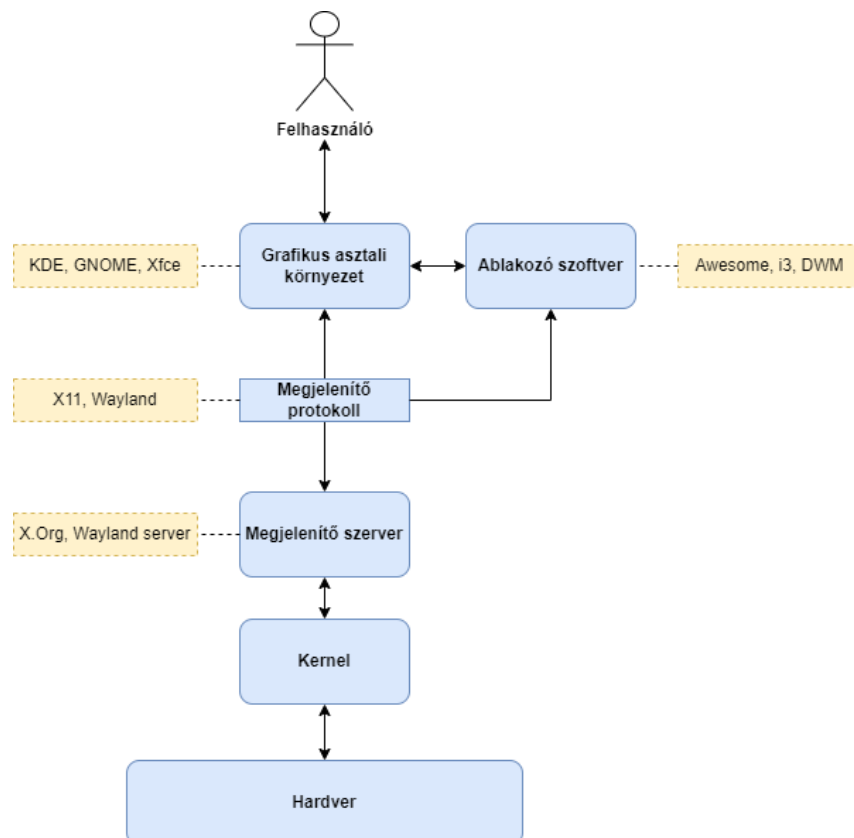 Felhasználó
KDE, GNOME, Xfce
Grafikus asztali
környezet
Ablakozó szoftver
Awesome, i3, DWM
X11, Wayland
Megjelenítő
protokoll
X.Org, Wayland server
Megjelenítő szerver
Kernel
Hardver